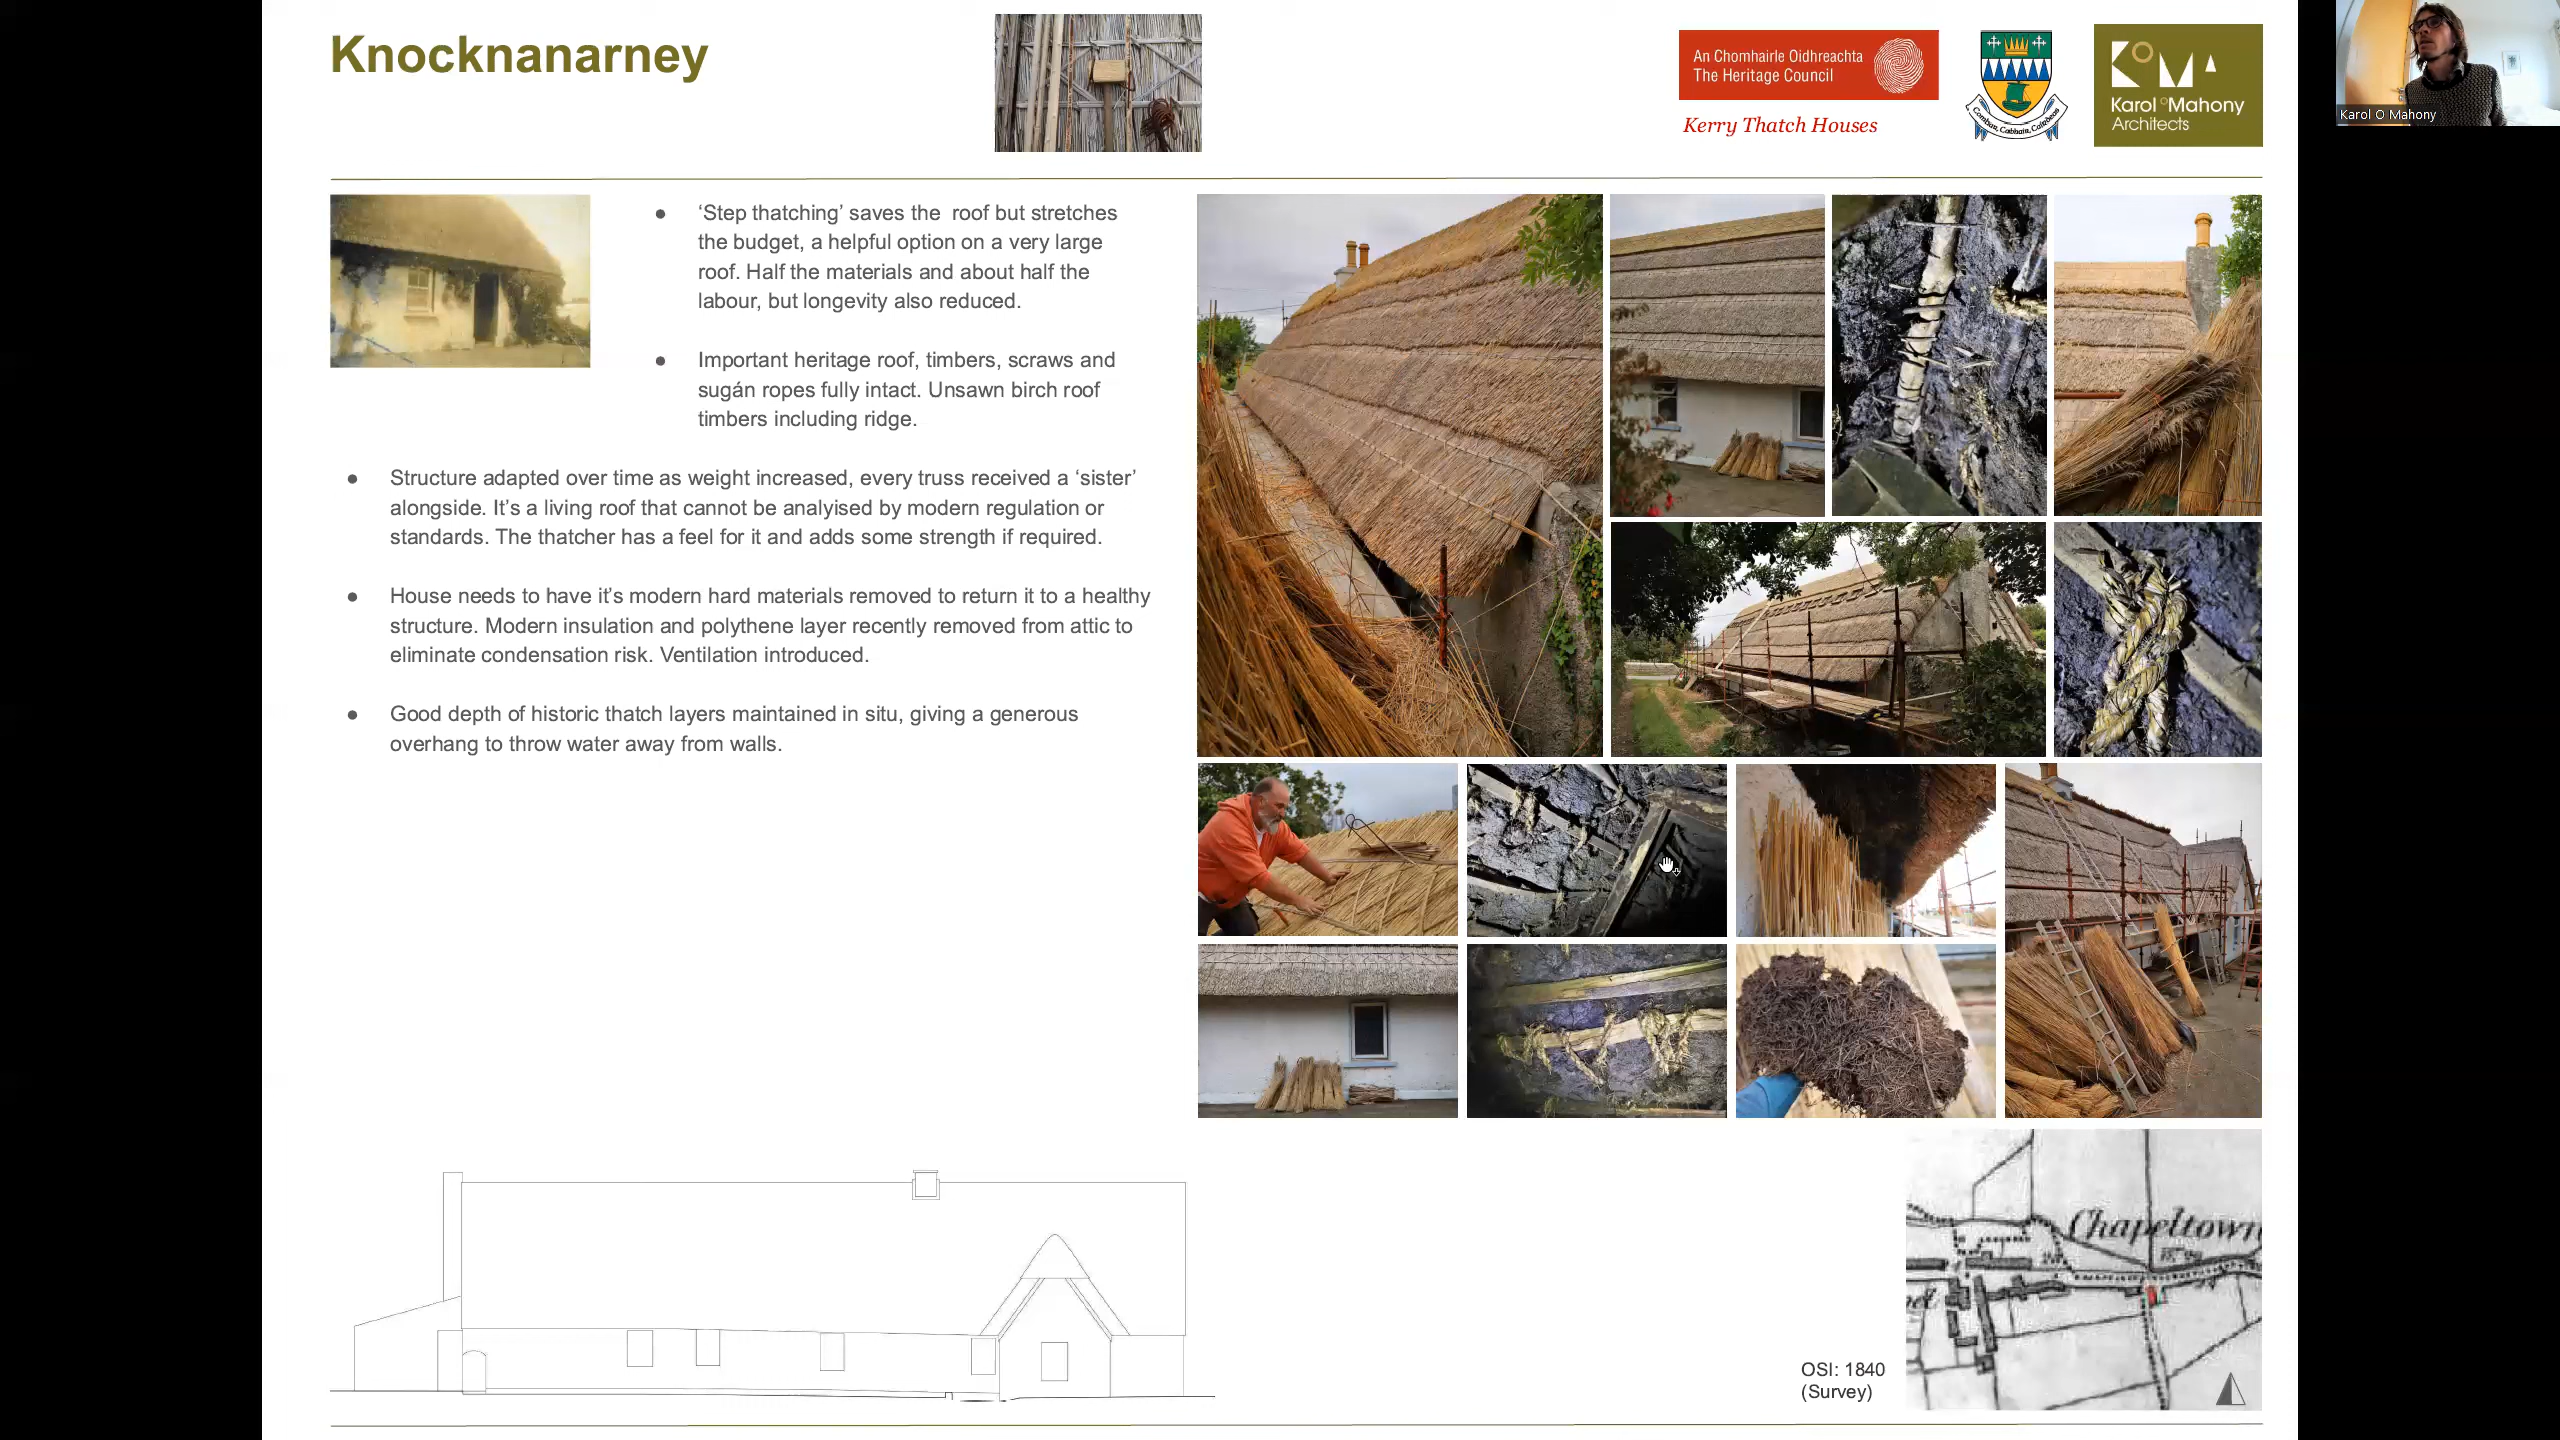 Knocknanarney
An Chomhairle Oidhreachta
The Heritage Council
Kerry Thatch Houses
KOMA
Karol O Mahony
Architects
Karol O Mahony
● ‘Step thatching’ saves the  roof but stretches
the budget, a helpful option on a very large
roof. Half the materials and about half the
labour, but longevity also reduced.
● Important heritage roof, timbers, scraws and
sugán ropes fully intact. Unsawn birch roof
timbers including ridge.
● Structure adapted over time as weight increased, every truss received a ‘sister’
alongside. It’s a living roof that cannot be analyised by modern regulation or
standards. The thatcher has a feel for it and adds some strength if required.
● House needs to have it’s modern hard materials removed to return it to a healthy
structure. Modern insulation and polythene layer recently removed from attic to
eliminate condensation risk. Ventilation introduced.
● Good depth of historic thatch layers maintained in situ, giving a generous
overhang to throw water away from walls.
Chapeltown
OSI: 1840
(Survey)